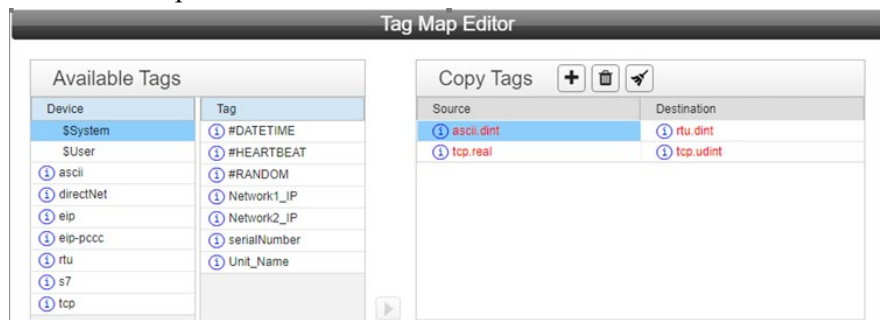 Tag Map Editor
Available Tags
Device Tag
$System #DATETIME
$User #HEARTBEAT
ascii #RANDOM
directNet Network1_IP
eip Network2_IP
eip-pccc serialNumber
rtu Unit_Name
s7
tcp
Copy Tags
Source Destination
ascii.dint rtu.dint
tcp.real tcp.udint